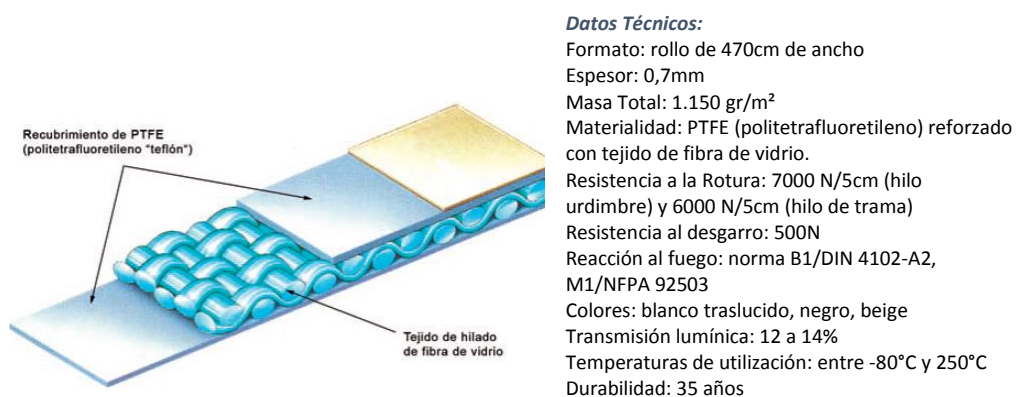 Recubrimiento de PTFE
(politetrafluoretileno "teflón")
Tejido de hilado
de fibra de vidrio
Datos Técnicos:
Formato: rollo de 470cm de ancho
Espesor: 0,7mm
Masa Total: 1.150 gr/m²
Materialidad: PTFE (politetrafluoretileno) reforzado
con tejido de fibra de vidrio.
Resistencia a la Rotura: 7000 N/5cm (hilo
urdimbre) y 6000 N/5cm (hilo de trama)
Resistencia al desgarro: 500N
Reacción al fuego: norma B1/DIN 4102-A2,
M1/NFPA 92503
Colores: blanco traslucido, negro, beige
Transmisión lumínica: 12 a 14%
Temperaturas de utilización: entre -80°C y 250°C
Durabilidad: 35 años